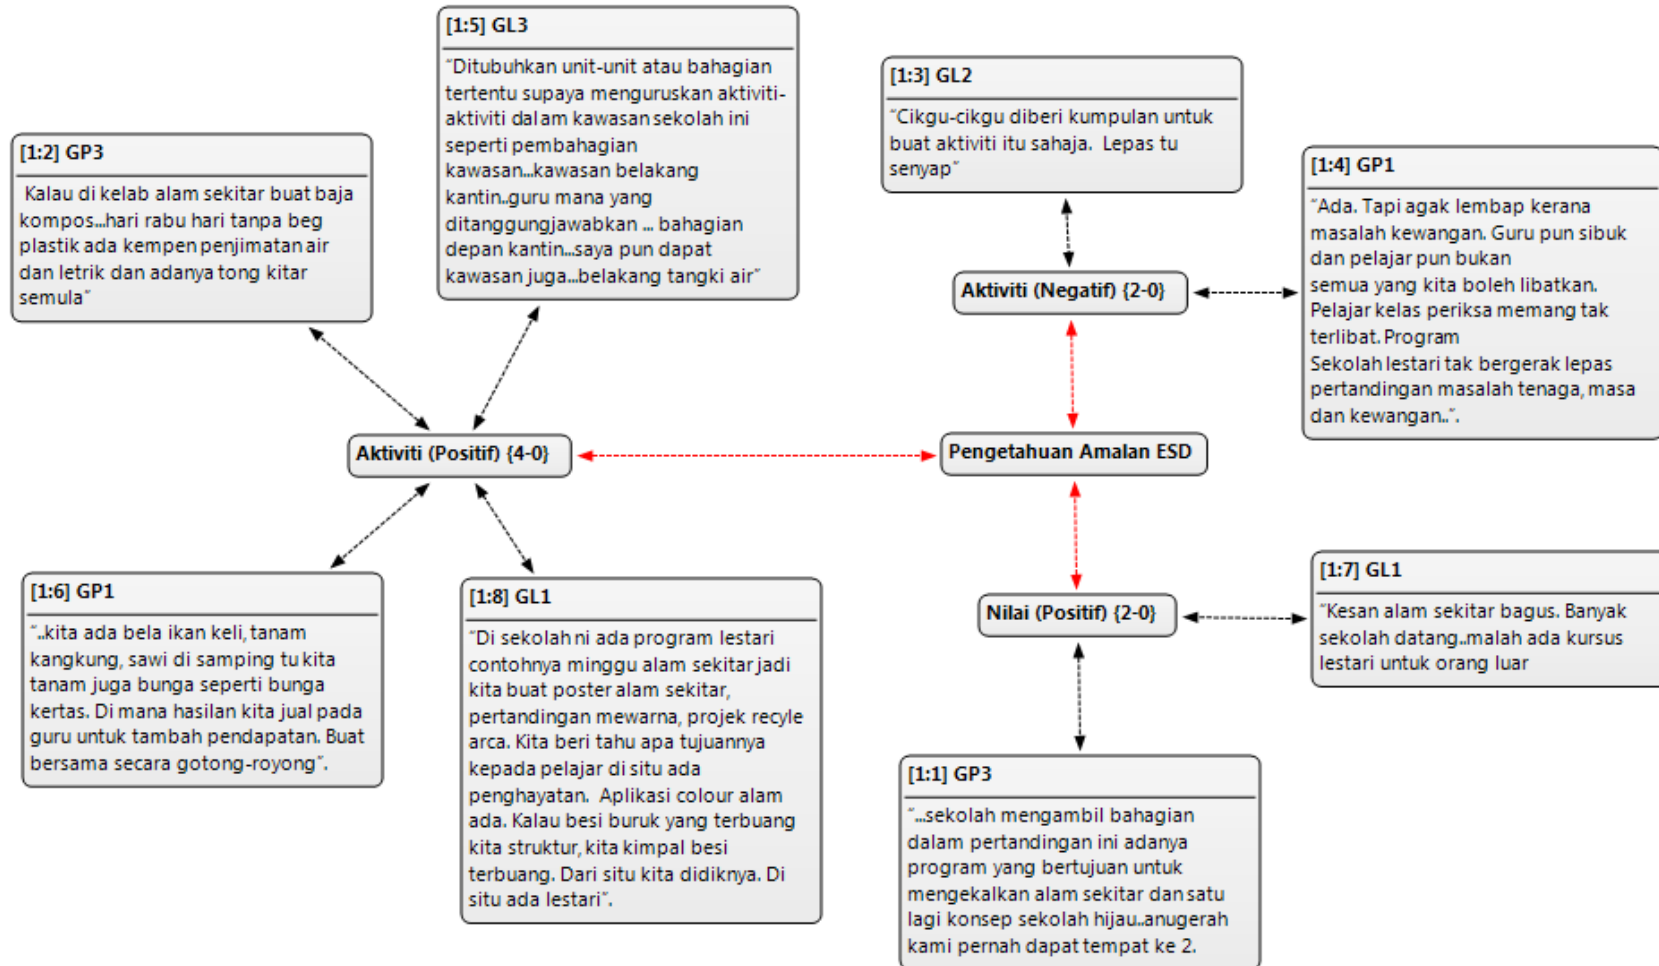 [1:5] GL3
“Ditubuhkan unit-unit atau bahagian
tertentu supaya menguruskan aktiviti-
aktiviti dalam kawasan sekolah ini
seperti pembahagian
kawasan...kawasan belakang
kantin..guru mana yang
ditanggungjawabkan ... bahagian
depan kantin...saya pun dapat
kawasan juga...belakang tangki air”
[1:3] GL2
“Cikgu-cikgu diberi kumpulan untuk
buat aktiviti itu sahaja.  Lepas tu
senyap”
[1:2] GP3
Kalau di kelab alam sekitar buat baja
kompos...hari rabu hari tanpa beg
plastik ada kempen penjimatan air
dan letrik dan adanya tong kitar
semula”
[1:4] GP1
“Ada. Tapi agak lembap kerana
masalah kewangan. Guru pun sibuk
dan pelajar pun bukan
semua yang kita boleh libatkan.
Pelajar kelas periksa memang tak
terlibat. Program
Sekolah lestari tak bergerak lepas
pertandingan masalah tenaga, masa
dan kewangan..”.
Aktiviti (Negatif) {2-0}
Aktiviti (Positif) {4-0}
Pengetahuan Amalan ESD
[1:6] GP1
“..kita ada bela ikan keli, tanam
kangkung, sawi di samping tu kita
tanam juga bunga seperti bunga
kertas. Di mana hasilan kita jual pada
guru untuk tambah pendapatan. Buat
bersama secara gotong-royong”.
[1:8] GL1
“Di sekolah ni ada program lestari
contohnya minggu alam sekitar jadi
kita buat poster alam sekitar,
pertandingan mewarna, projek recyle
arca. Kita beri tahu apa tujuannya
kepada pelajar di situ ada
penghayatan.  Aplikasi colour alam
ada. Kalau besi buruk yang terbuang
kita struktur, kita kimpal besi
terbuang. Dari situ kita didiknya. Di
situ ada lestari”.
Nilai (Positif) {2-0}
[1:7] GL1
“Kesan alam sekitar bagus. Banyak
sekolah datang..malah ada kursus
lestari untuk orang luar
[1:1] GP3
“...sekolah mengambil bahagian
dalam pertandingan ini adanya
program yang bertujuan untuk
mengekalkan alam sekitar dan satu
lagi konsep sekolah hijau..anugerah
kami pernah dapat tempat ke 2.